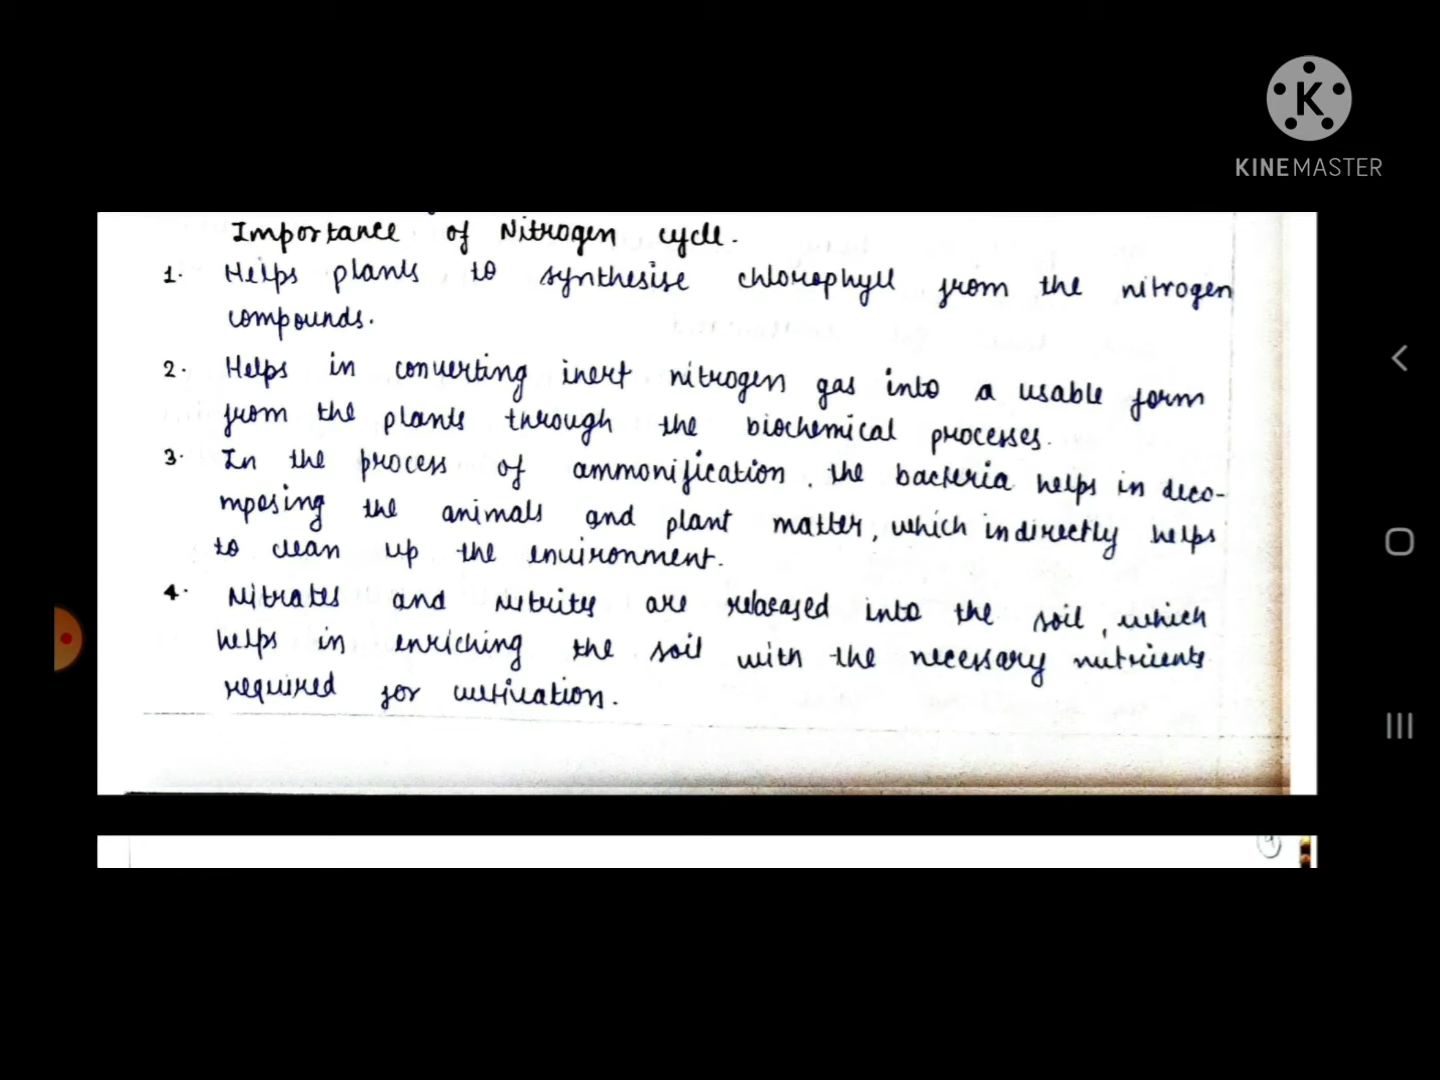 K
KINEMASTER
Importance of Nitrogen cycle.
1. Helps plants to synthesise chlorophyll from the nitrogen
compounds.
2. Helps in converting inert nitrogen gas into a usable form
from the plants through the biochemical processes.
3. In the process of ammonification, the bacteria helps in deco-
mposing the animals and plant matter, which indirectly helps
to clean up the environment.
4. Nitrates and are released into the soil, which
helps in enriching the soil with the necessary nutrients
required for cultivation.